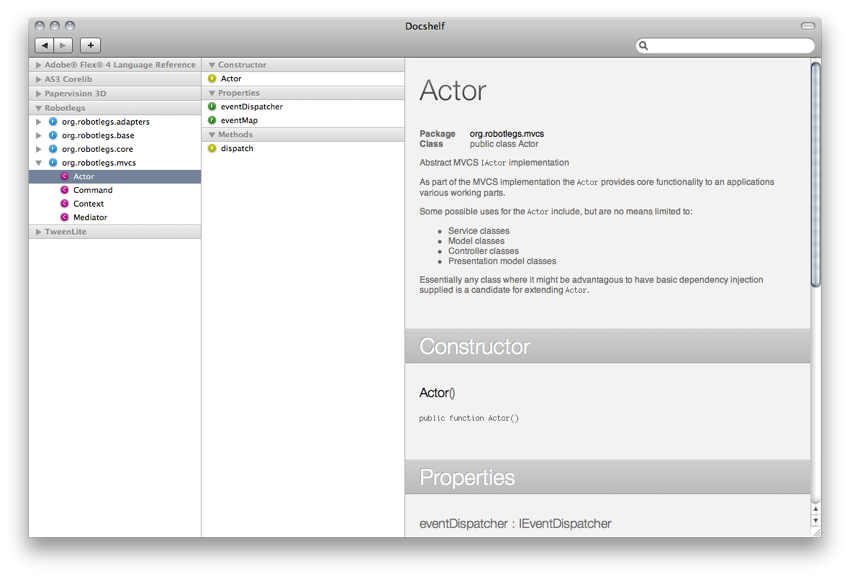 Docshelf
Adobe® Flex® 4 Language Reference
AS3 Corelib
Papervision 3D
Robotlegs
org.robotlegs.adapters
org.robotlegs.base
org.robotlegs.core
org.robotlegs.mvcs
Actor
Command
Context
Mediator
TweenLite
Constructor
Actor
Properties
eventDispatcher
eventMap
Methods
dispatch
Actor
Package org.robotlegs.mvcs
Class public class Actor
Abstract MVCS IActor implementation
As part of the MVCS implementation the Actor provides core functionality to an applications
various working parts.
Some possible uses for the Actor include, but are no means limited to:
Service classes
Model classes
Controller classes
Presentation model classes
Essentially any class where it might be advantagous to have basic dependency injection
supplied is a candidate for extending Actor.
Constructor
Actor()
public function Actor()
Properties
eventDispatcher : IEventDispatcher